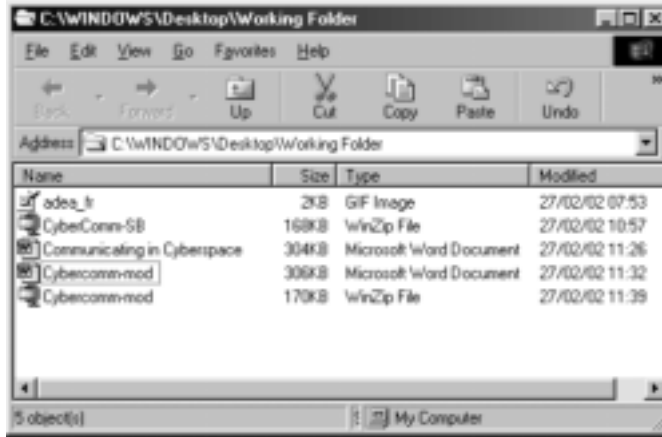 C:\WINDOWS\Desktop\Working Folder
File Edit View Go Favorites Help
Back Forward Up Cut Copy Paste Undo »
Address C:\WINDOWS\Desktop\Working Folder
Name Size Type Modified
adea_fr 2KB GIF Image 27/02/02 07:53
CyberComm-SB 168KB WinZip File 27/02/02 10:57
Communicating in Cyberspace 304KB Microsoft Word Document 27/02/02 11:26
Cybercomm-mod 306KB Microsoft Word Document 27/02/02 11:32
Cybercomm-mod 170KB WinZip File 27/02/02 11:39
5 object(s) My Computer